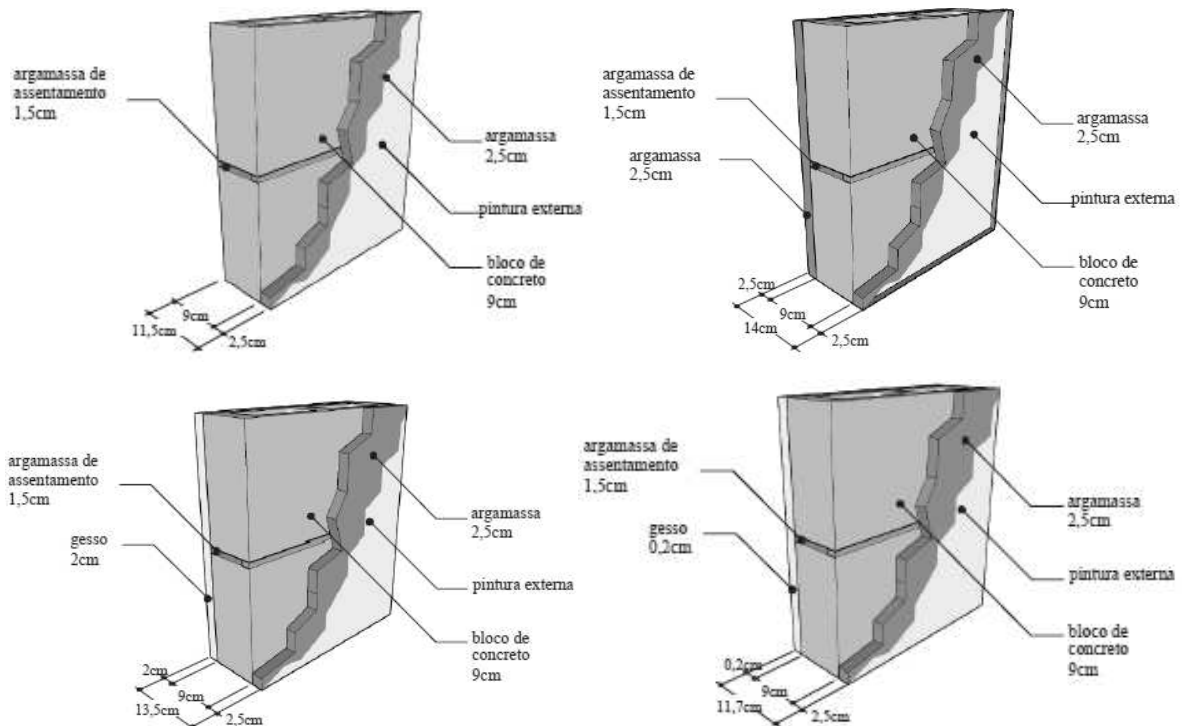 argamassa de
assentamento
1,5cm
argamassa
2,5cm
pintura externa
bloco de
concreto
9cm
9cm
11,5cm
2,5cm
argamassa de
assentamento
1,5cm
argamassa
2,5cm
argamassa
2,5cm
pintura externa
bloco de
concreto
9cm
2,5cm
9cm
14cm
2,5cm
argamassa de
assentamento
1,5cm
gesso
2cm
argamassa
2,5cm
pintura externa
bloco de
concreto
9cm
2cm
9cm
13,5cm
2,5cm
argamassa de
assentamento
1,5cm
gesso
0,2cm
argamassa
2,5cm
pintura externa
bloco de
concreto
9cm
0,2cm
9cm
11,7cm
2,5cm